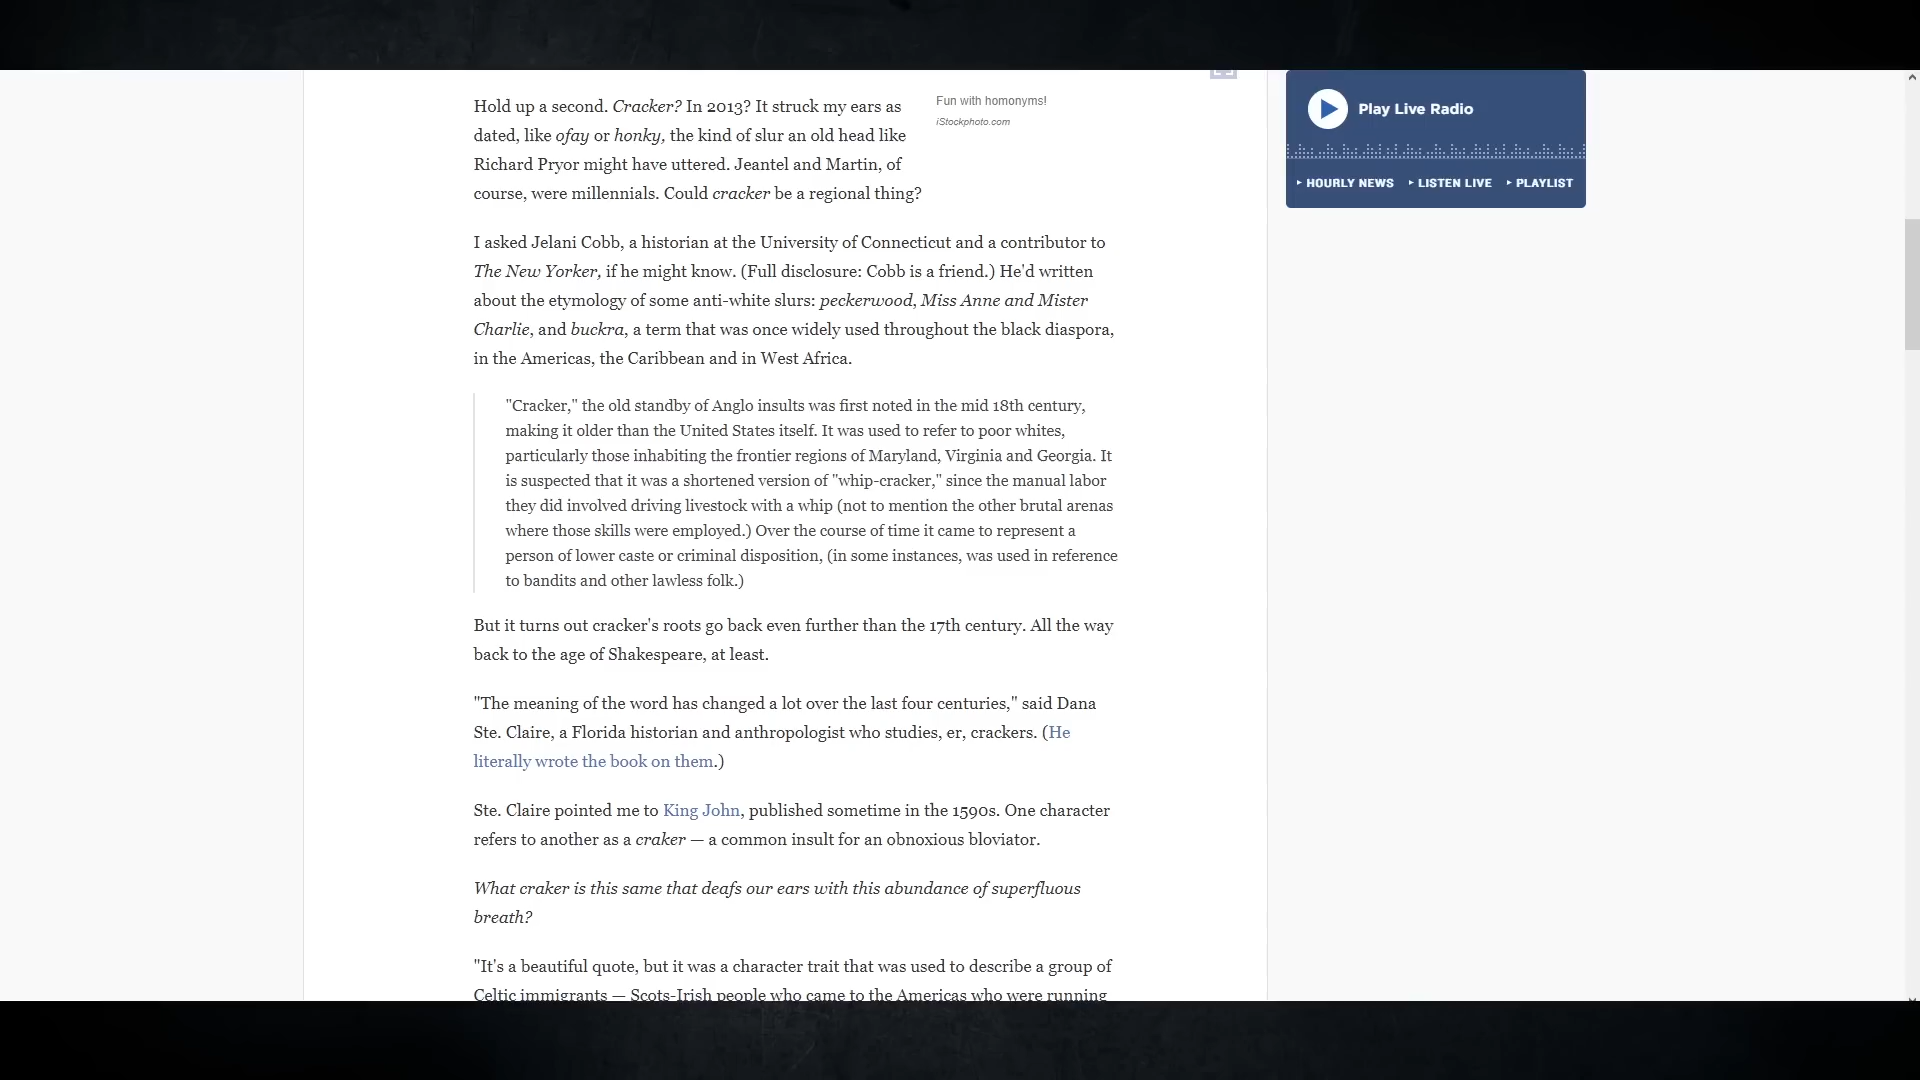 Hold up a second. Cracker? In 2013? It struck my ears as
dated, like ofay or honky, the kind of slur an old head like
Richard Pryor might have uttered. Jeantel and Martin, of
course, were millennials. Could cracker be a regional thing?
Fun with homonyms!
iStockphoto.com
I asked Jelani Cobb, a historian at the University of Connecticut and a contributor to
The New Yorker, if he might know. (Full disclosure: Cobb is a friend.) He'd written
about the etymology of some anti-white slurs: peckerwood, Miss Anne and Mister
Charlie, and buckra, a term that was once widely used throughout the black diaspora,
in the Americas, the Caribbean and in West Africa.
"Cracker," the old standby of Anglo insults was first noted in the mid 18th century,
making it older than the United States itself. It was used to refer to poor whites,
particularly those inhabiting the frontier regions of Maryland, Virginia and Georgia. It
is suspected that it was a shortened version of "whip-cracker," since the manual labor
they did involved driving livestock with a whip (not to mention the other brutal arenas
where those skills were employed.) Over the course of time it came to represent a
person of lower caste or criminal disposition, (in some instances, was used in reference
to bandits and other lawless folk.)
But it turns out cracker's roots go back even further than the 17th century. All the way
back to the age of Shakespeare, at least.
"The meaning of the word has changed a lot over the last four centuries," said Dana
Ste. Claire, a Florida historian and anthropologist who studies, er, crackers. (He
literally wrote the book on them.)
Ste. Claire pointed me to King John, published sometime in the 1590s. One character
refers to another as a craker — a common insult for an obnoxious bloviator.
What craker is this same that deafs our ears with this abundance of superfluous
breath?
"It's a beautiful quote, but it was a character trait that was used to describe a group of
Celtic immigrants — Scots-Irish people who came to the Americas who were running
Play Live Radio
HOURLY NEWS
LISTEN LIVE
PLAYLIST